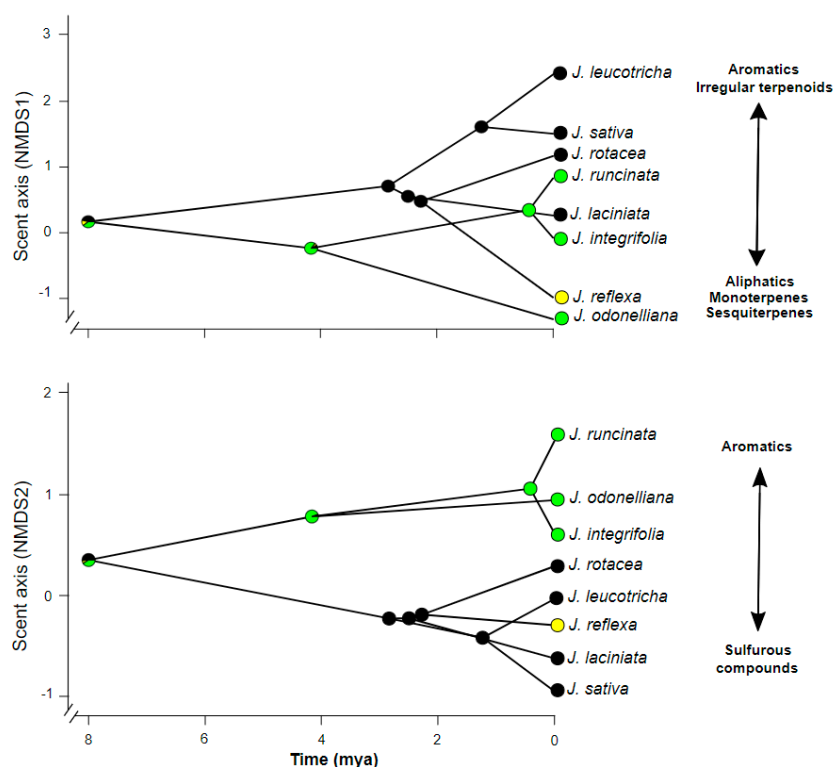 3
2
1
0
-1
Scent axis (NMDS1)
J. leucotricha
J. sativa
J. rotacea
J. runcinata
J. laciniata
J. integrifolia
J. reflexa
J. odonelliana
Aromatics
Irregular terpenoids
Aliphatics
Monoterpenes
Sesquiterpenes
2
1
0
-1
Scent axis (NMDS2)
J. runcinata
J. odonelliana
J. integrifolia
J. rotacea
J. leucotricha
J. reflexa
J. laciniata
J. sativa
Aromatics
Sulfurous
compounds
8 6 4 2 0
Time (mya)